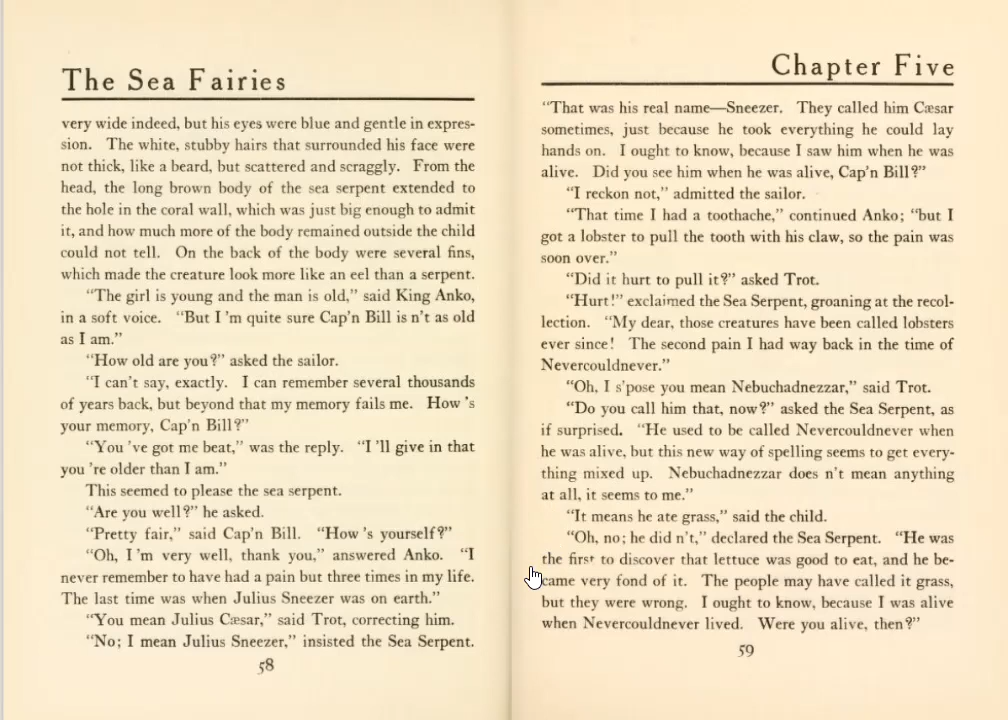 The Sea Fairies
very wide indeed, but his eyes were blue and gentle in expres-
sion. The white, stubby hairs that surrounded his face were
not thick, like a beard, but scattered and scraggly. From the
head, the long brown body of the sea serpent extended to
the hole in the coral wall, which was just big enough to admit
it, and how much more of the body remained outside the child
could not tell. On the back of the body were several fins,
which made the creature look more like an eel than a serpent.
"The girl is young and the man is old," said King Anko,
in a soft voice. "But I 'm quite sure Cap'n Bill is n't as old
as I am."
"How old are you?" asked the sailor.
"I can't say, exactly. I can remember several thousands
of years back, but beyond that my memory fails me. How 's
your memory, Cap'n Bill?"
"You 've got me beat," was the reply. "I 'll give in that
you 're older than I am."
This seemed to please the sea serpent.
"Are you well?" he asked.
"Pretty fair," said Cap'n Bill. "How 's yourself?"
"Oh, I 'm very well, thank you," answered Anko. "I
never remember to have had a pain but three times in my life.
The last time was when Julius Sneezer was on earth."
"You mean Julius Cæsar," said Trot, correcting him.
"No; I mean Julius Sneezer," insisted the Sea Serpent.
58
Chapter Five
"That was his real name—Sneezer. They called him Cæsar
sometimes, just because he took everything he could lay
hands on. I ought to know, because I saw him when he was
alive. Did you see him when he was alive, Cap'n Bill?"
"I reckon not," admitted the sailor.
"That time I had a toothache," continued Anko; "but I
got a lobster to pull the tooth with his claw, so the pain was
soon over."
"Did it hurt to pull it?" asked Trot.
"Hurt!" exclaimed the Sea Serpent, groaning at the recol-
lection. "My dear, those creatures have been called lobsters
ever since! The second pain I had way back in the time of
Nevercouldnever."
"Oh, I s'pose you mean Nebuchadnezzar," said Trot.
"Do you call him that, now?" asked the Sea Serpent, as
if surprised. "He used to be called Nevercouldnever when
he was alive, but this new way of spelling seems to get every-
thing mixed up. Nebuchadnezzar does n't mean anything
at all, it seems to me."
"It means he ate grass," said the child.
"Oh, no; he did n't," declared the Sea Serpent. "He was
the first to discover that lettuce was good to eat, and he be-
came very fond of it. The people may have called it grass,
but they were wrong. I ought to know, because I was alive
when Nevercouldnever lived. Were you alive, then?"
59